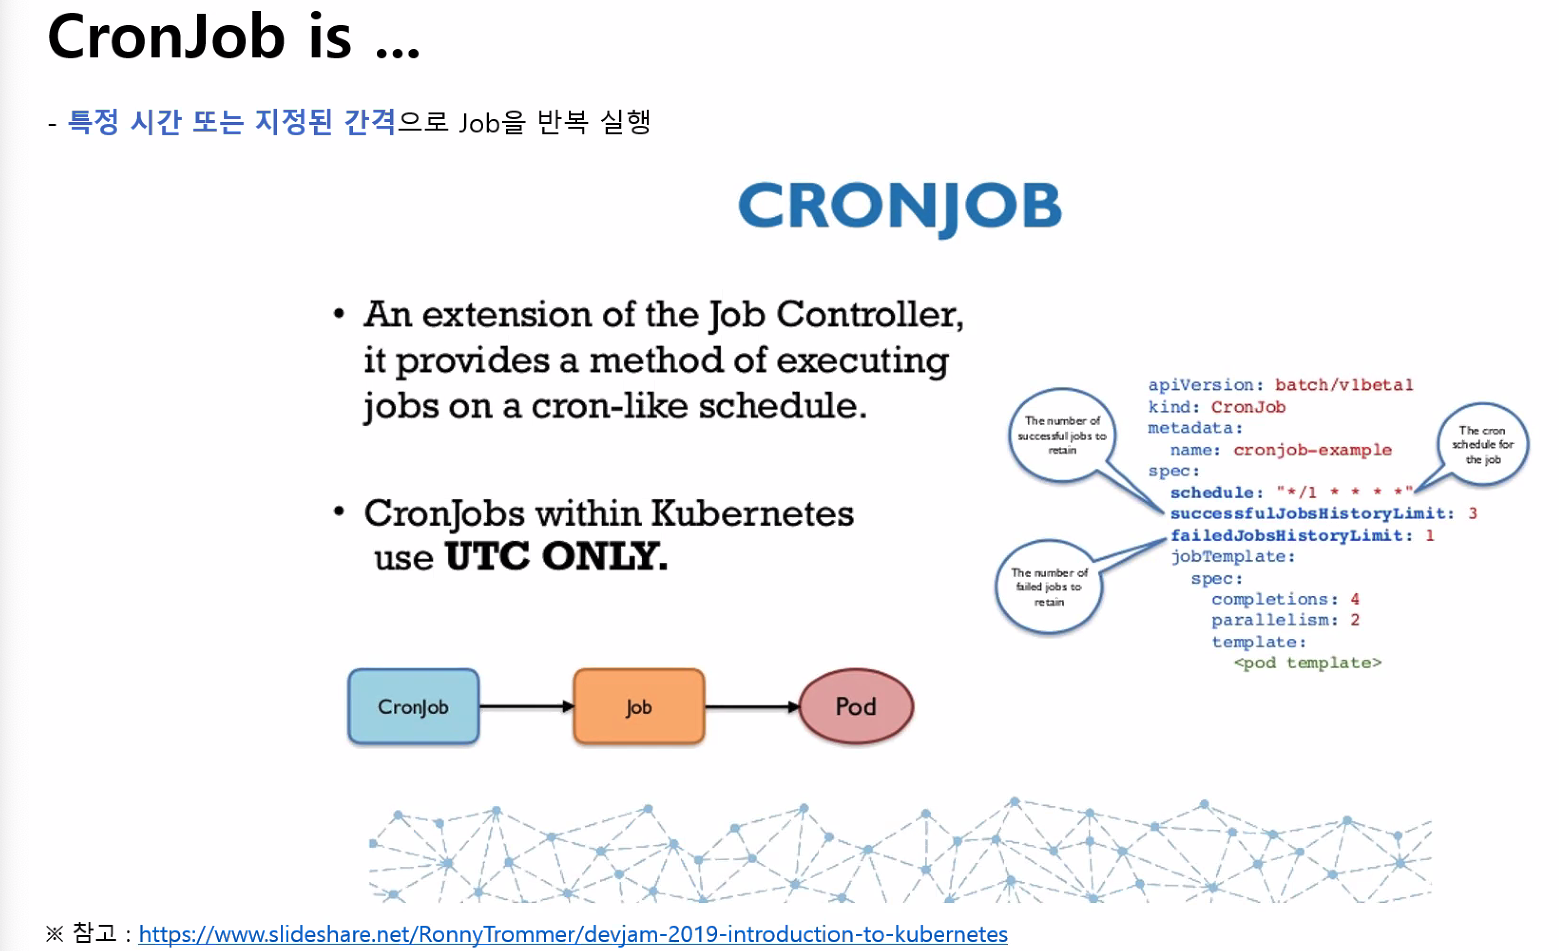 CronJob is ...
- 특정 시간 또는 지정된 간격으로 Job을 반복 실행
CRONJOB
• An extension of the Job Controller,
it provides a method of executing
jobs on a cron-like schedule.
• CronJobs within Kubernetes
use UTC ONLY.
The number of
successful jobs to
retain
The number of
failed jobs to
retain
apiVersion: batch/v1beta1
kind: CronJob
metadata:
name: cronjob-example
spec:
schedule: "*/1 * * * *"
successfulJobsHistoryLimit: 3
failedJobsHistoryLimit: 1
jobTemplate:
spec:
completions: 4
parallelism: 2
template:
<pod template>
The cron
schedule for
the job
CronJob
Job
Pod
※ 참고 : https://www.slideshare.net/RonnyTrommer/devjam-2019-introduction-to-kubernetes